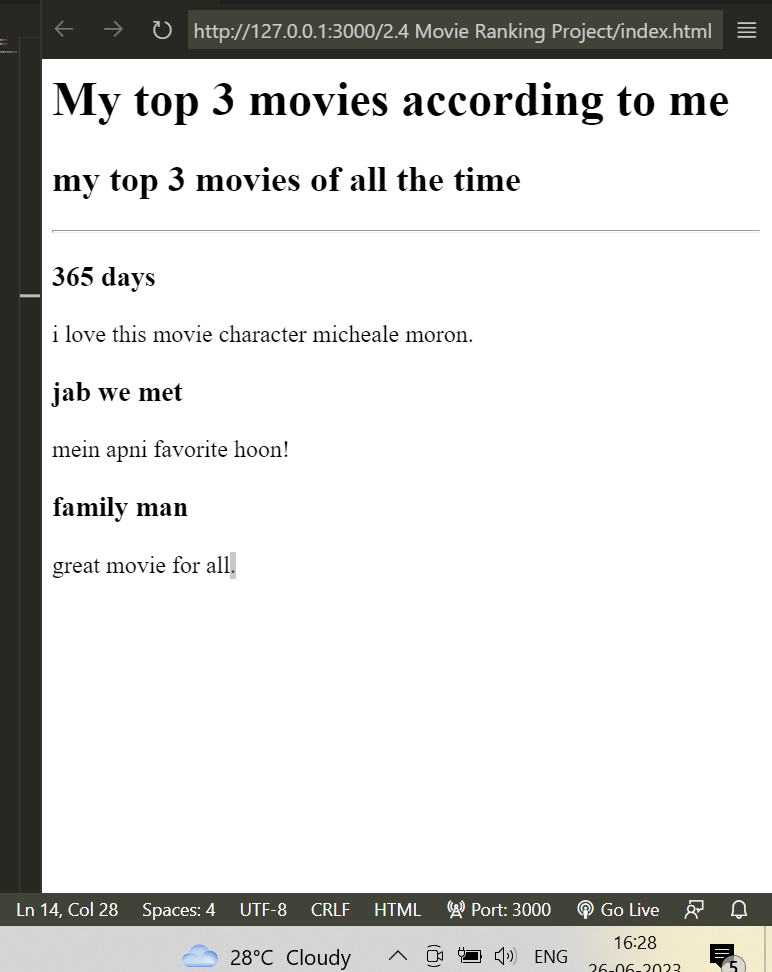 http://127.0.0.1:3000/2.4 Movie Ranking Project/index.html
My top 3 movies according to me
my top 3 movies of all the time
365 days
i love this movie character micheale moron.
jab we met
mein apni favorite hoon!
family man
great movie for all.
Ln 14, Col 28 Spaces: 4 UTF-8 CRLF HTML Port: 3000 Go Live
28°C Cloudy ENG 16:28
26-06-2023 5